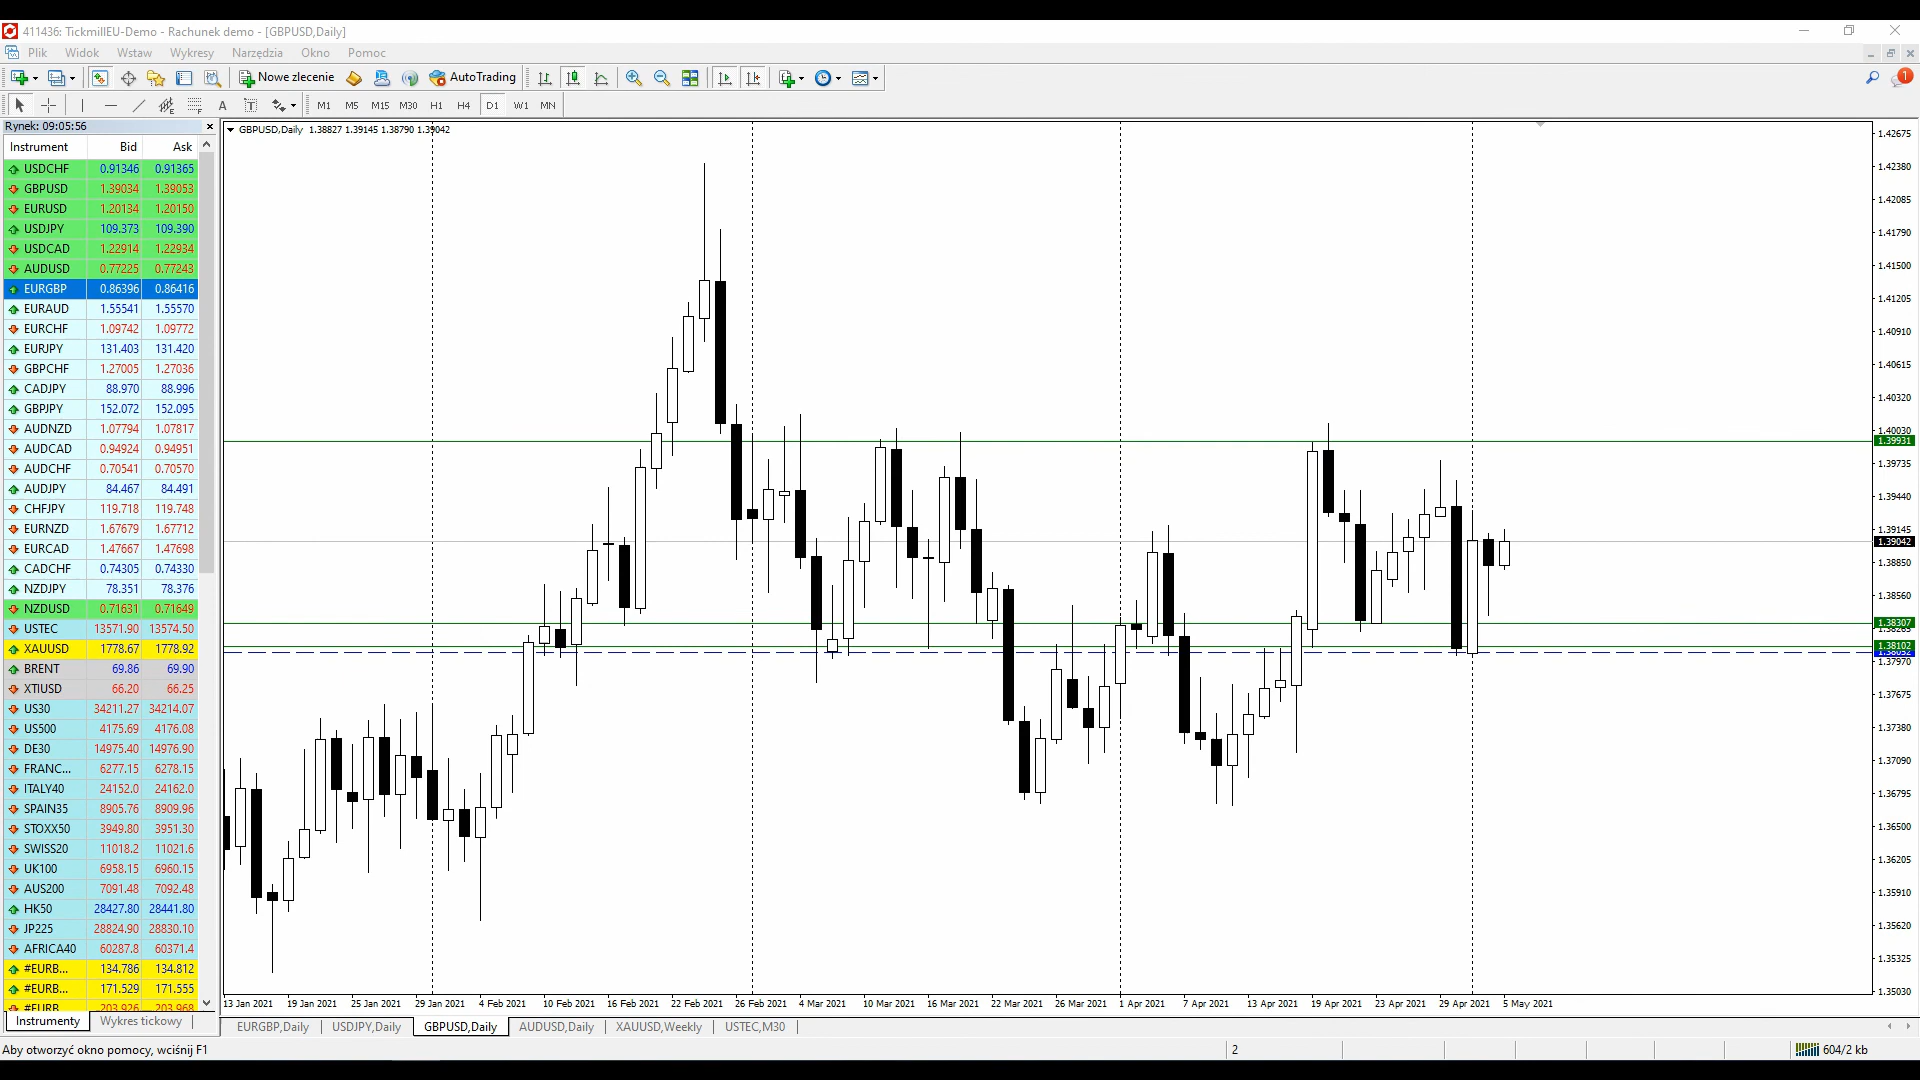 411436: TickmillEU-Demo - Rachunek demo - [GBPUSD,Daily]
Plik Widok Wstaw Wykresy Narzędzia Okno Pomoc
Nowe zlecenie AutoTrading 1
A T M1 M5 M15 M30 H1 H4 D1 W1 MN
Rynek: 09:05:56
Instrument Bid Ask
USDCHF 0.91346 0.91365
GBPUSD 1.39034 1.39053
EURUSD 1.20134 1.20150
USDJPY 109.373 109.390
USDCAD 1.22914 1.22934
AUDUSD 0.77225 0.77243
EURGBP 0.86396 0.86416
EURAUD 1.55541 1.55570
EURCHF 1.09742 1.09772
EURJPY 131.403 131.420
GBPCHF 1.27005 1.27036
CADJPY 88.970 88.996
GBPJPY 152.072 152.095
AUDNZD 1.07794 1.07817
AUDCAD 0.94924 0.94951
AUDCHF 0.70541 0.70570
AUDJPY 84.467 84.491
CHFJPY 119.718 119.748
EURNZD 1.67679 1.67712
EURCAD 1.47667 1.47698
CADCHF 0.74305 0.74330
NZDJPY 78.351 78.376
NZDUSD 0.71631 0.71649
USTEC 13571.90 13574.50
XAUUSD 1778.67 1778.92
BRENT 69.86 69.90
XTIUSD 66.20 66.25
US30 34211.27 34214.07
US500 4175.69 4176.08
DE30 14975.40 14976.90
FRANC... 6277.15 6278.15
ITALY40 24152.0 24162.0
SPAIN35 8905.76 8909.96
STOXX50 3949.80 3951.30
SWISS20 11018.2 11021.6
UK100 6958.15 6960.15
AUS200 7091.48 7092.48
HK50 28427.80 28441.80
JP225 28824.90 28830.10
AFRICA40 60287.8 60371.4
#EURB... 134.786 134.812
#EURB... 171.529 171.555
#EURB 203.926 203.968
Instrumenty Wykres tickowy
GBPUSD,Daily 1.38827 1.39145 1.38790 1.39042
1.42675
1.42380
1.42085
1.41790
1.41500
1.41205
1.40910
1.40615
1.40320
1.40030
1.39931
1.39735
1.39440
1.39145
1.39042
1.38850
1.38560
1.38307
1.38102
1.37970
1.37675
1.37380
1.37090
1.36795
1.36500
1.36205
1.35910
1.35620
1.35325
1.35030
13 Jan 2021 19 Jan 2021 25 Jan 2021 29 Jan 2021 4 Feb 2021 10 Feb 2021 16 Feb 2021 22 Feb 2021 26 Feb 2021 4 Mar 2021 10 Mar 2021 16 Mar 2021 22 Mar 2021 26 Mar 2021 1 Apr 2021 7 Apr 2021 13 Apr 2021 19 Apr 2021 23 Apr 2021 29 Apr 2021 5 May 2021
EURGBP,Daily USDJPY,Daily GBPUSD,Daily AUDUSD,Daily XAUUSD,Weekly USTEC,M30
Aby otworzyć okno pomocy, wciśnij F1 2 604/2 kb